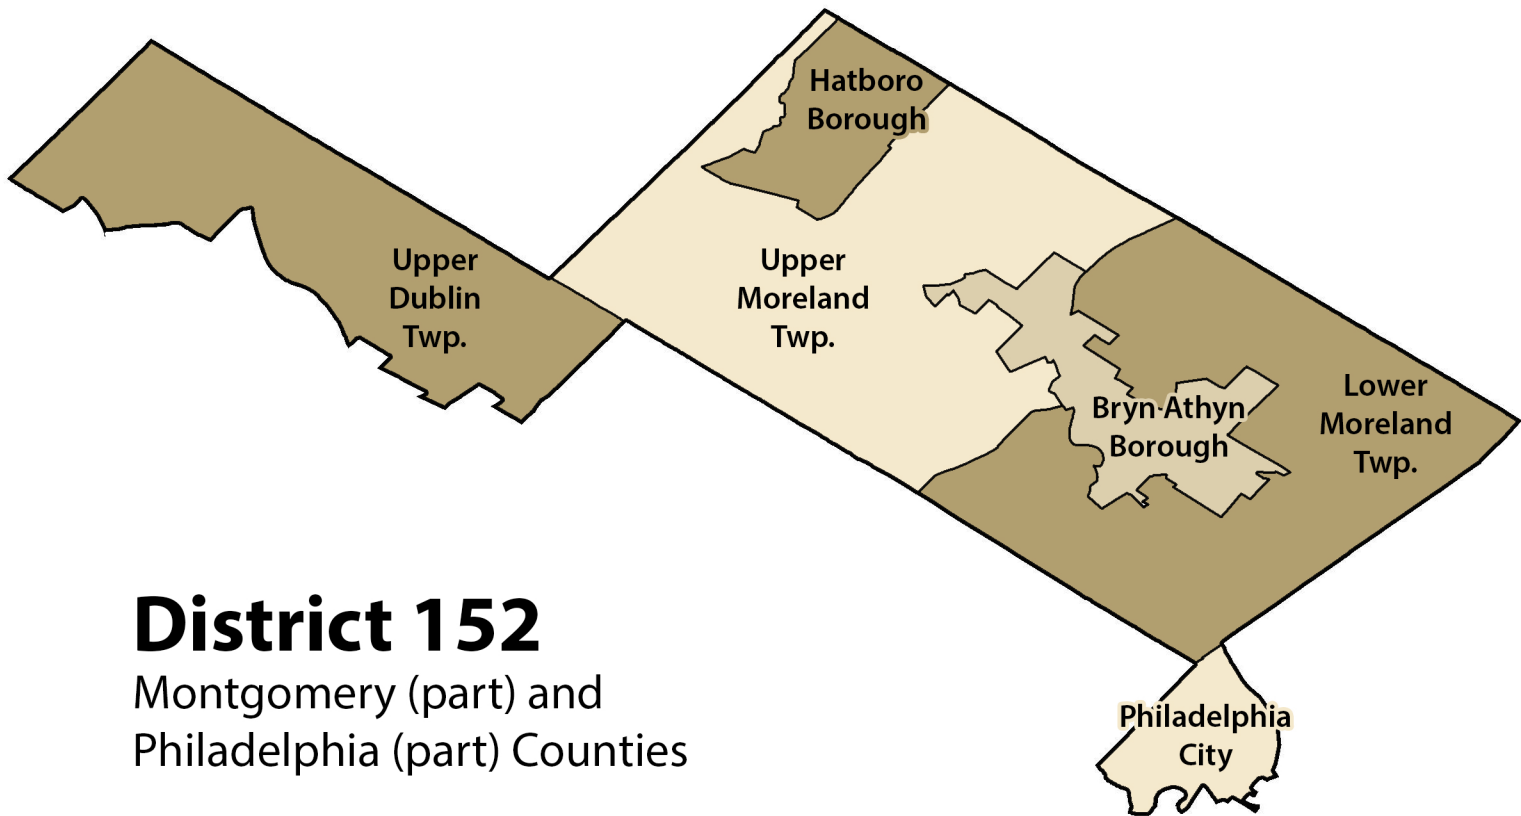 Hatboro
Borough
Upper
Dublin
Twp.
Upper
Moreland
Twp.
Bryn Athyn
Borough
Lower
Moreland
Twp.
District 152
Montgomery (part) and
Philadelphia (part) Counties
Philadelphia
City